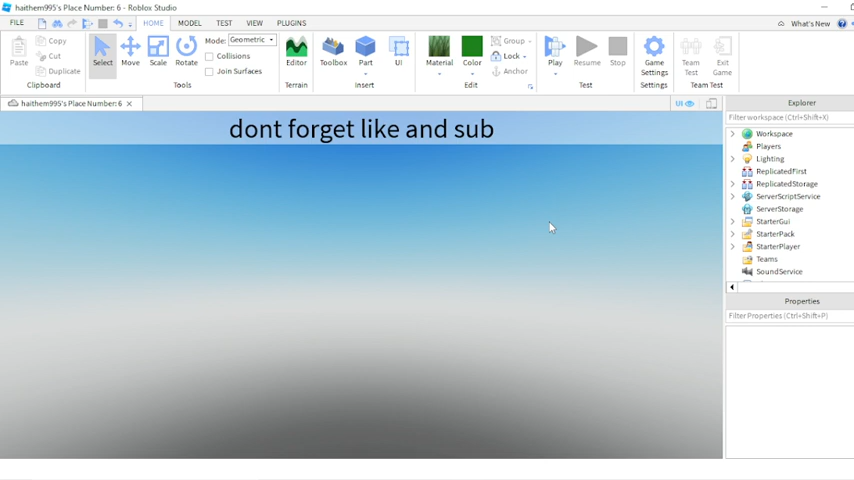 haithem995's Place Number: 6 - Roblox Studio
FILE HOME MODEL TEST VIEW PLUGINS What's New
Paste Copy Cut Duplicate Clipboard
Select Move Scale Rotate Mode: Geometric Collisions Join Surfaces Tools
Editor Terrain
Toolbox Part UI Insert
Material Color Group Lock Anchor Edit
Play Resume Stop Test
Game Settings Settings
Team Test Exit Game Team Test
haithem995's Place Number: 6
UI
Explorer
dont forget like and sub
Filter workspace (Ctrl+Shift+X)
Workspace
Players
Lighting
ReplicatedFirst
ReplicatedStorage
ServerScriptService
ServerStorage
StarterGui
StarterPack
StarterPlayer
Teams
SoundService
Properties
Filter Properties (Ctrl+Shift+P)